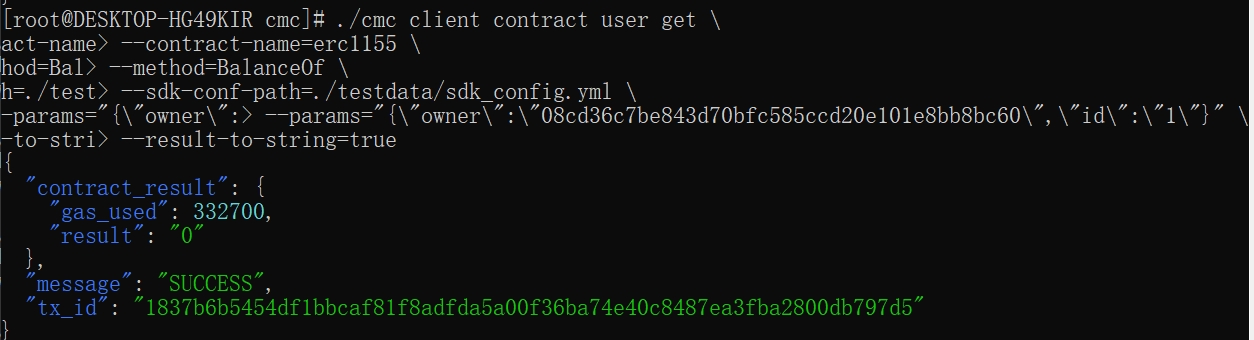 [root@DESKTOP-HG49KIR cmc]# ./cmc client contract user get \
act-name> --contract-name=erc1155 \
hod=Bal> --method=BalanceOf \
h=./test> --sdk-conf-path=./testdata/sdk_config.yml \
-params="{\"owner\":> --params="{\"owner\":\"08cd36c7be843d70bfc585ccd20e101e8bb8bc60\",\"id\":\"1\"}" \
-to-stri> --result-to-string=true
{
"contract_result": {
"gas_used": 332700,
"result": "0"
},
"message": "SUCCESS",
"tx_id": "1837b6b5454df1bbcaf81f8adfda5a00f36ba74e40c8487ea3fba2800db797d5"
}